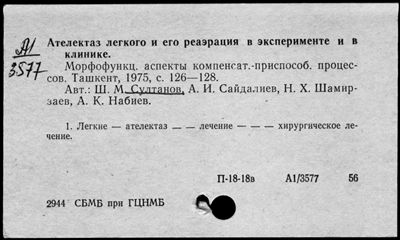 А1
3577
Ателектаз легкого и его реаэрация в эксперименте и в
клинике.
Морфофункц. аспекты компенсат.-приспособ. процес-
сов. Ташкент, 1975, с. 126—128.
Авт.: Ш. М. Султанов, А. И. Сайдалиев, Н. Х. Шамир-
заев, А. К. Набиев.
1. Легкие — ателектаз — — лечение — — — хирургическое ле-
чение.
П-18-18в А1/3577 56
2944 СБМБ при ГЦНМБ